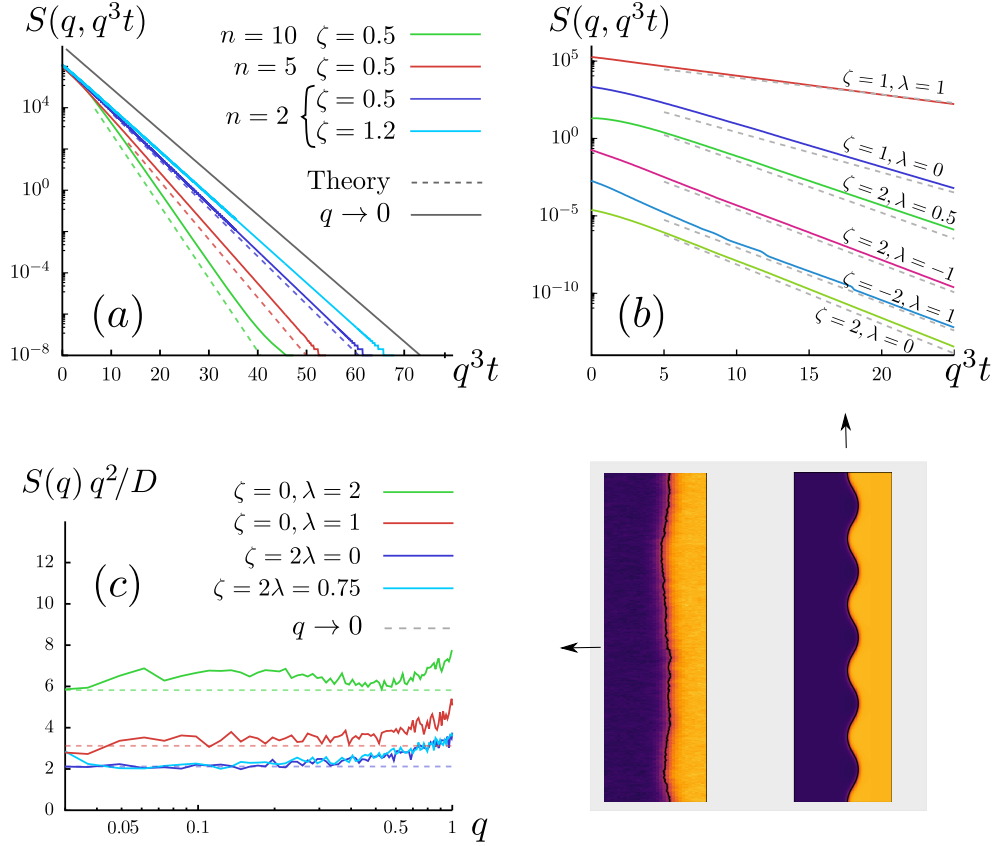 S(q, q³t)
n = 10 ζ = 0.5
n = 5 ζ = 0.5
n = 2 { ζ = 0.5
ζ = 1.2
Theory
q → 0
10⁴
10⁰
10⁻⁴
10⁻⁸
(a)
0 10 20 30 40 50 60 70
q³t
S(q, q³t)
10⁵
10⁰
10⁻⁵
10⁻¹⁰
ζ = 1, λ = 1
ζ = 1, λ = 0
ζ = 2, λ = 0.5
ζ = 2, λ = −1
ζ = −2, λ = 1
ζ = 2, λ = 0
(b)
0 5 10 20
q³t
S(q) q²/D
ζ = 0, λ = 2
ζ = 0, λ = 1
ζ = 2λ = 0
ζ = 2λ = 0.75
q → 0
(c)
12
10
8
6
4
2
0
0.05 0.1 0.5 1
q